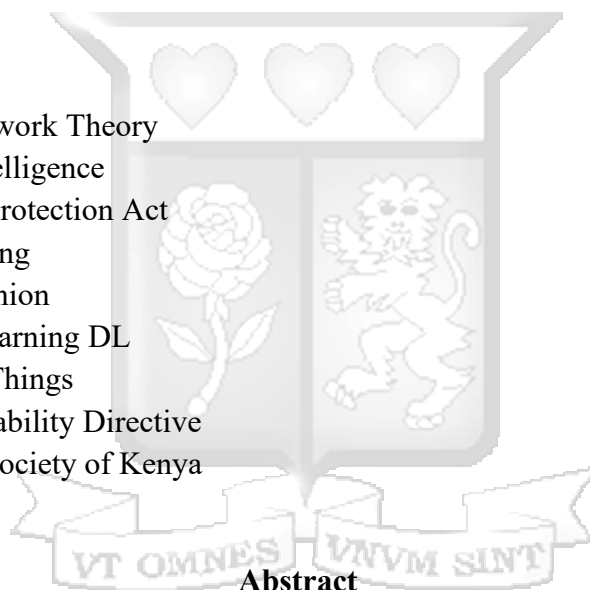 work Theory
elligence
rotection Act
ng
nion
arning DL
Things
ability Directive
ociety of Kenya
VT OMNES VNVM SINT
Abstract